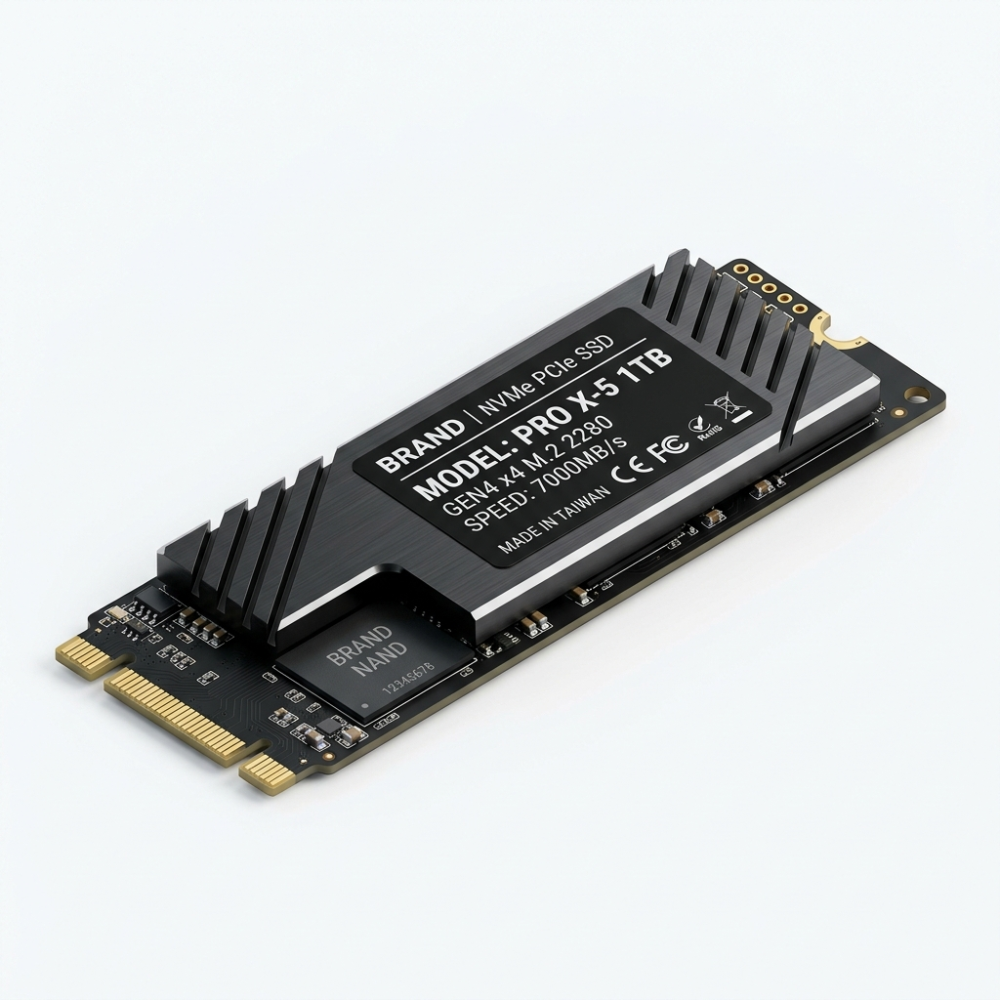 BRAND | NVMe PCIe SSD
MODEL: PRO X-5 1TB
GEN4 x4 M.2 2280
SPEED: 7000MB/s
MADE IN TAIWAN CE FC
BRAND
NAND
12345678